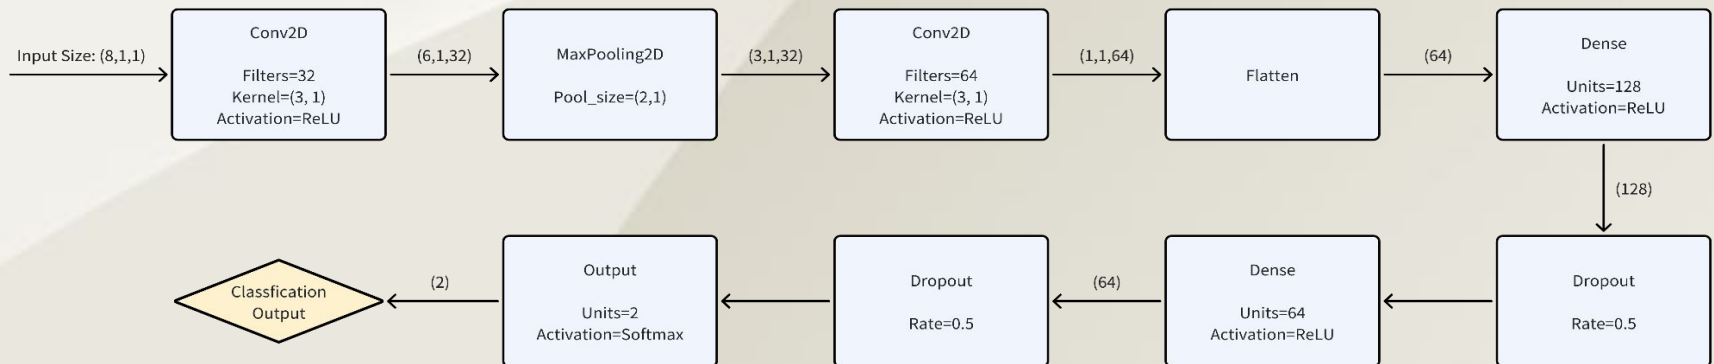 Input Size: (8,1,1)
Conv2D
Filters=32
Kernel=(3, 1)
Activation=ReLU
(6,1,32)
MaxPooling2D
Pool_size=(2,1)
(3,1,32)
Conv2D
Filters=64
Kernel=(3, 1)
Activation=ReLU
(1,1,64)
Flatten
(64)
Dense
Units=128
Activation=ReLU
(128)
Dropout
Rate=0.5
Dense
Units=64
Activation=ReLU
(64)
Dropout
Rate=0.5
Output
Units=2
Activation=Softmax
(2)
Classfication
Output